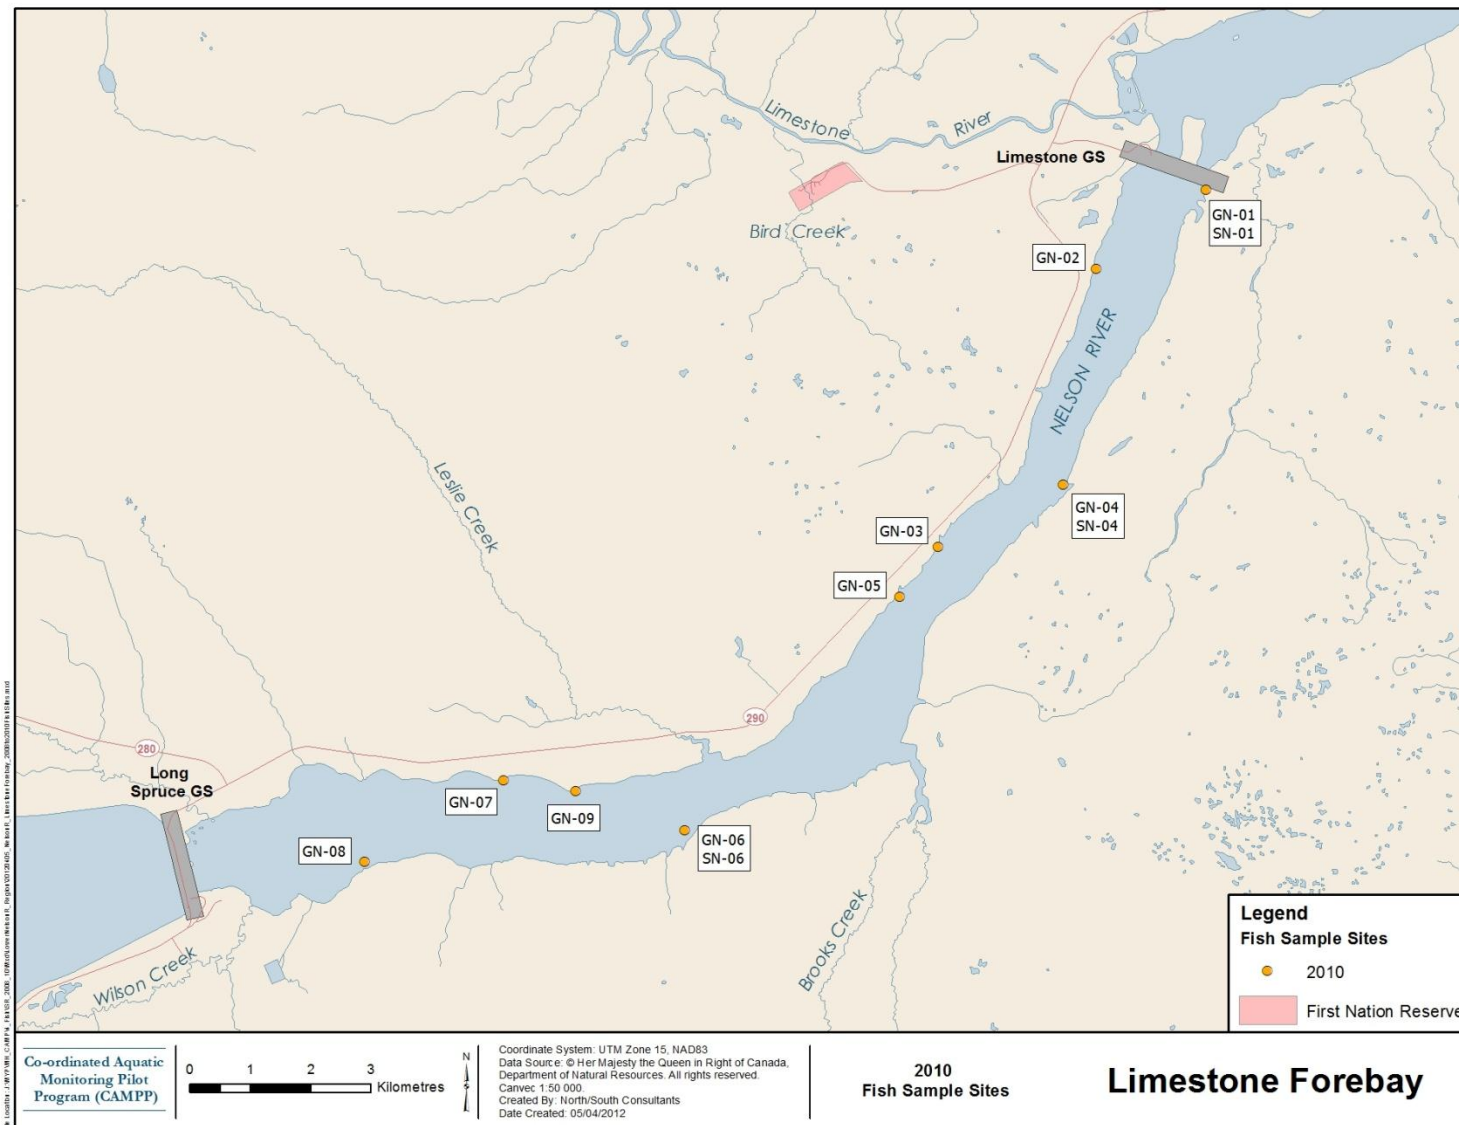 Limestone
River
Limestone GS
GN-01
SN-01
Bird Creek
GN-02
NELSON RIVER
Leslie Creek
GN-04
SN-04
GN-03
GN-05
290
280
Long
Spruce GS
GN-07
GN-09
GN-06
SN-06
GN-08
Wilson Creek
Brooks Creek
Legend
Fish Sample Sites
2010
First Nation Reserve
Co-ordinated Aquatic
Monitoring Pilot
Program (CAMPP)
0 1 2 3
Kilometres
N
Coordinate System: UTM Zone 15, NAD83
Data Source: © Her Majesty the Queen in Right of Canada,
Department of Natural Resources. All rights reserved.
Canvec 1:50 000.
Created By: North/South Consultants
Date Created: 05/04/2012
2010
Fish Sample Sites
Limestone Forebay